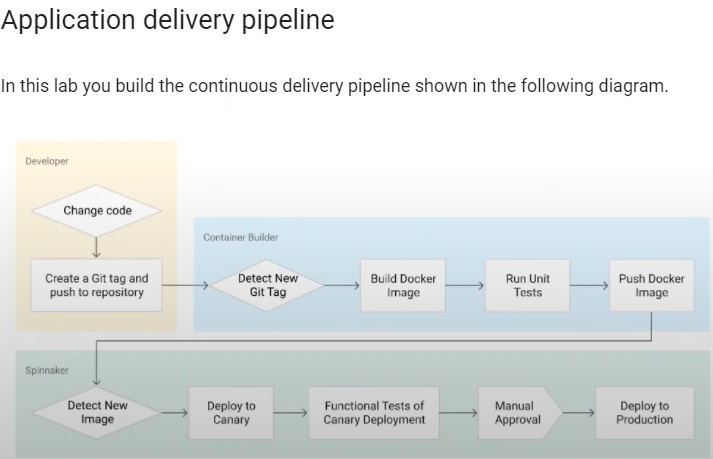 Application delivery pipeline
In this lab you build the continuous delivery pipeline shown in the following diagram.
Developer
Change code
Create a Git tag and
push to repository
Container Builder
Detect New
Git Tag
Build Docker
Image
Run Unit
Tests
Push Docker
Image
Spinnaker
Detect New
Image
Deploy to
Canary
Functional Tests of
Canary Deployment
Manual
Approval
Deploy to
Production